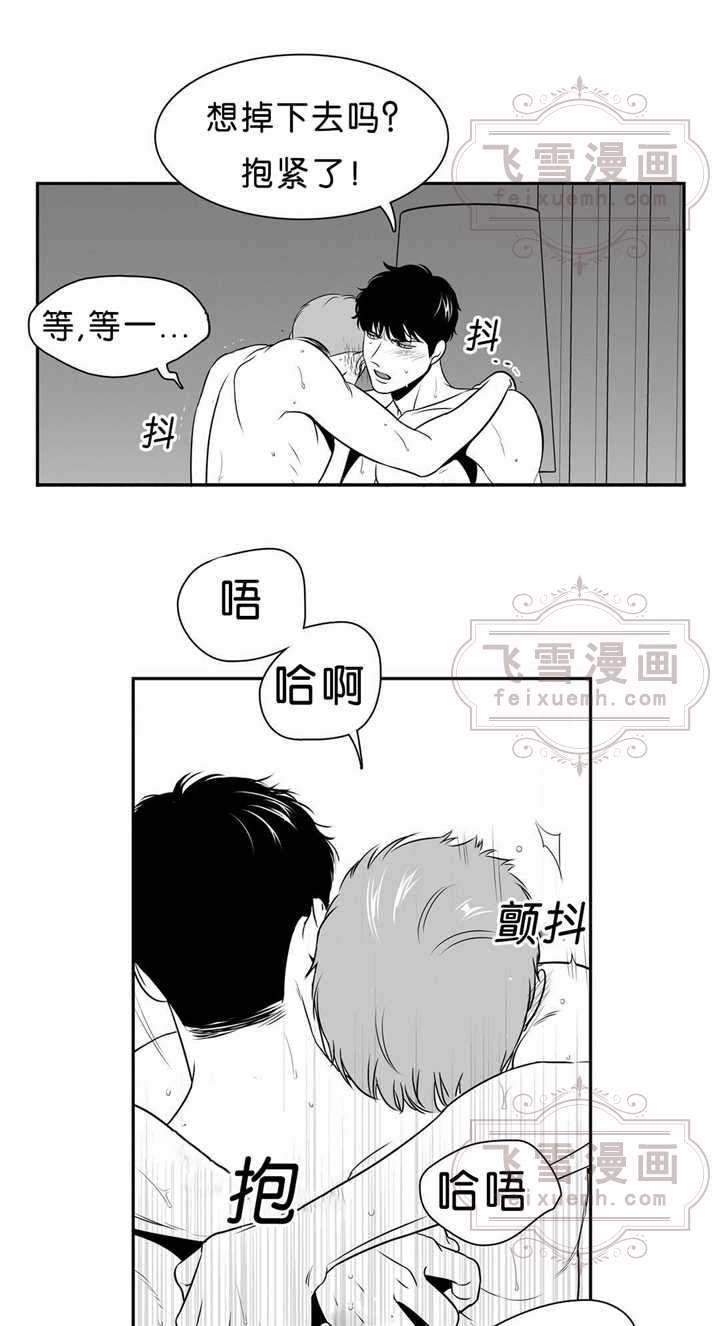 想掉下去吗?
抱紧了!
飞雪漫画
feixuemh.com
等,等一...
抖
抖
唔
哈啊
飞雪漫画
feixuemh.com
颤抖
抱
哈唔
飞雪漫画
feixuemh.com